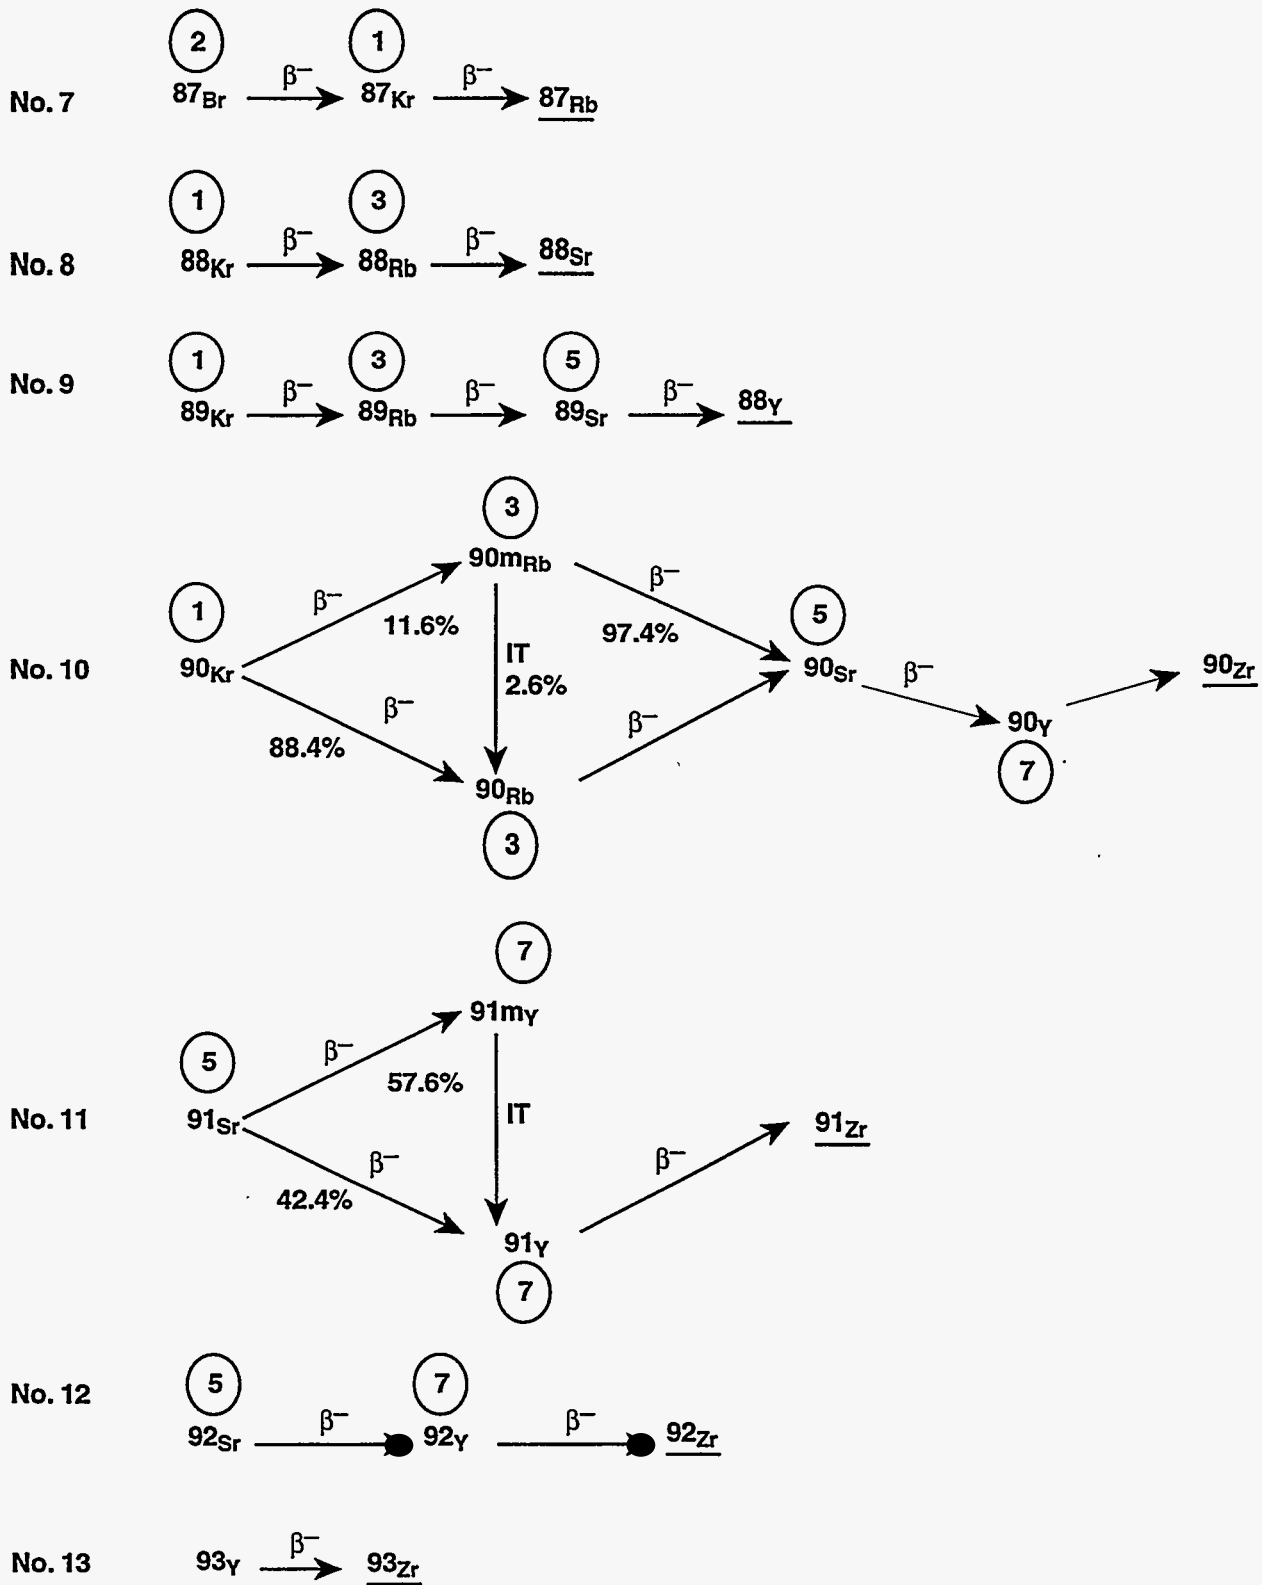 2 1
No. 7 87Br β− 87Kr β− 87Rb
1 3
No. 8 88Kr β− 88Rb β− 88Sr
1 3 5
No. 9 89Kr β− 89Rb β− 89Sr β− 88Y
3
90mRb
β− 11.6% β− 97.4%
1 5
No. 10 90Kr IT 2.6% 90Sr β− 90Y 90Zr
7
β− 88.4% β−
90Rb
3
7
91mY
β− 57.6%
5
No. 11 91Sr IT 91Zr
β− 42.4% β−
91Y
7
5 7
No. 12 92Sr β− 92Y β− 92Zr
No. 13 93Y β− 93Zr